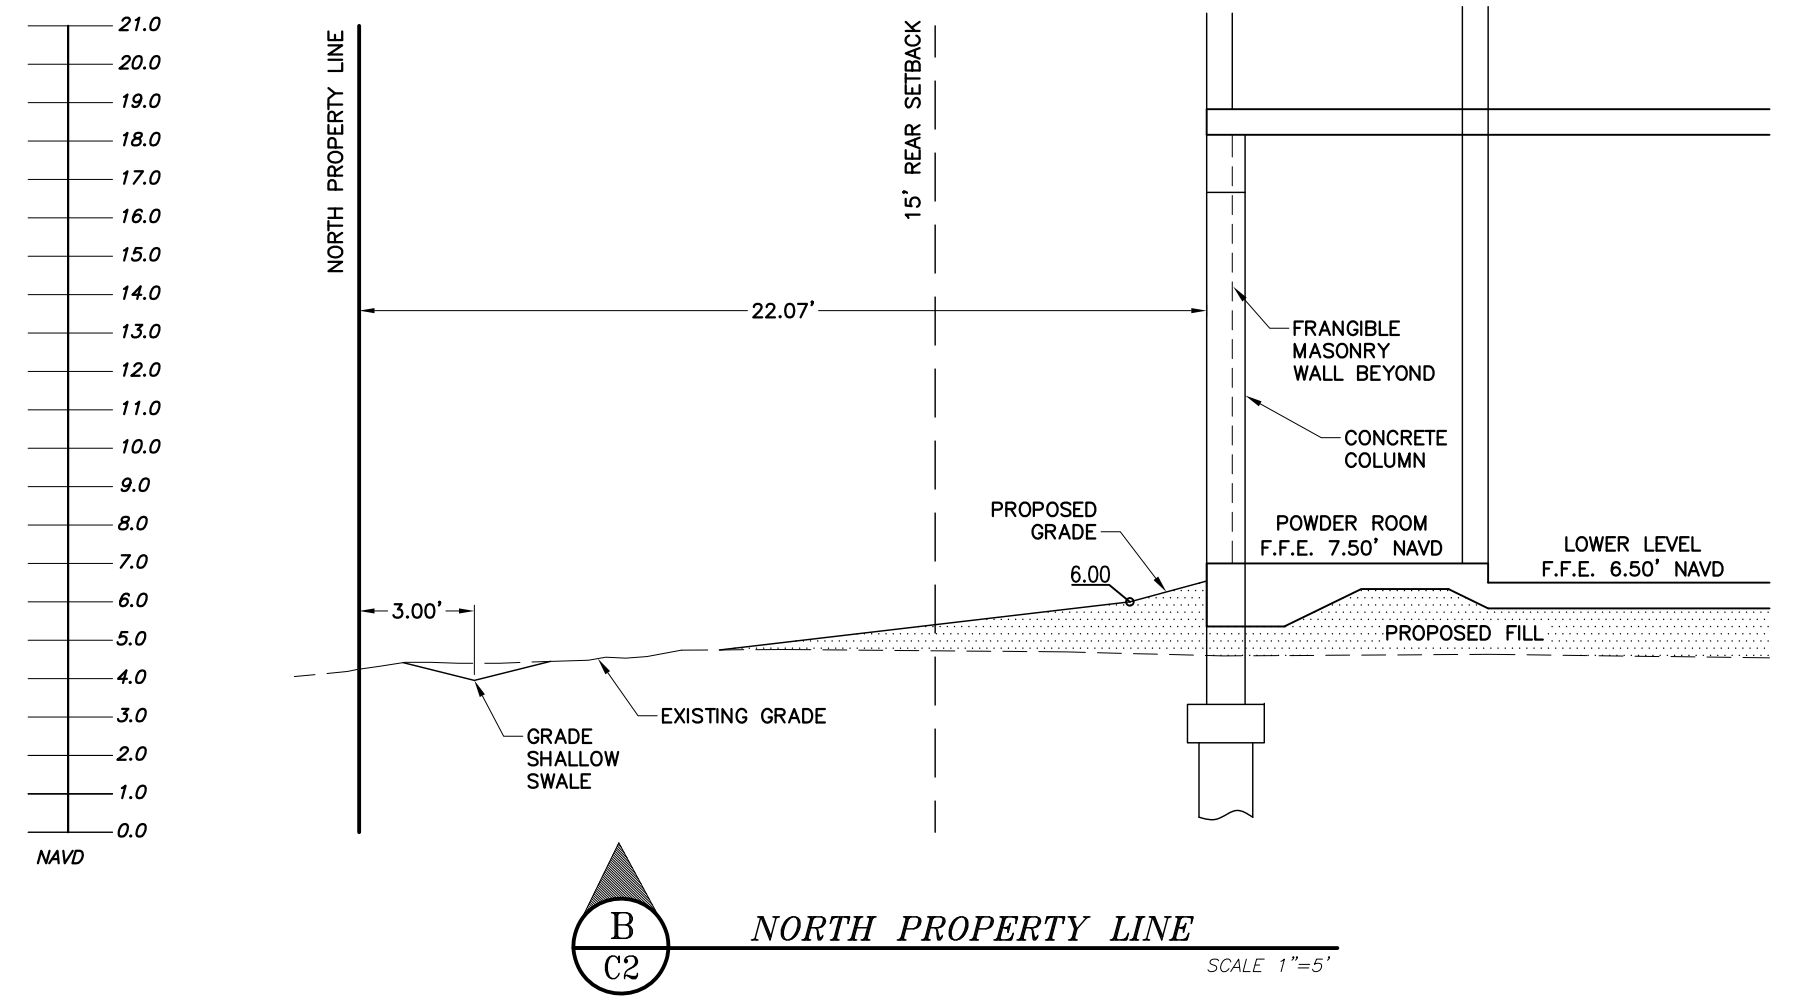 21.0
20.0
19.0
18.0
17.0
16.0
15.0
14.0
13.0
12.0
11.0
10.0
9.0
8.0
7.0
6.0
5.0
4.0
3.0
2.0
1.0
0.0
NAVD
NORTH PROPERTY LINE
15' REAR SETBACK
22.07'
FRANGIBLE
MASONRY
WALL BEYOND
CONCRETE
COLUMN
PROPOSED
GRADE
6.00
POWDER ROOM
F.F.E. 7.50' NAVD
LOWER LEVEL
F.F.E. 6.50' NAVD
3.00'
PROPOSED FILL
EXISTING GRADE
GRADE
SHALLOW
SWALE
B
C2
NORTH PROPERTY LINE
SCALE 1"=5'